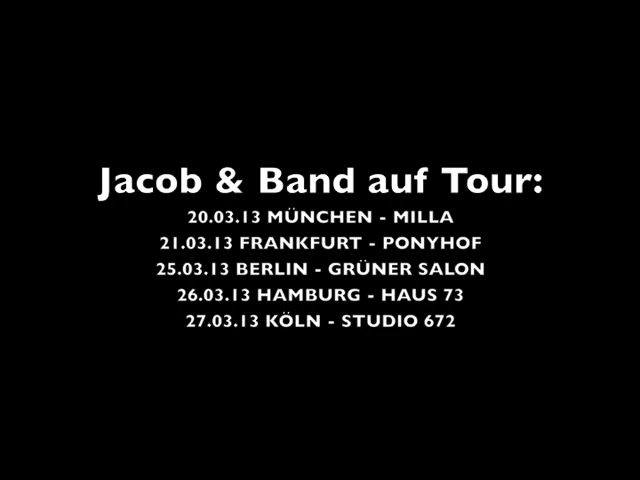 Jacob & Band auf Tour:
20.03.13 MÜNCHEN - MILLA
21.03.13 FRANKFURT - PONYHOF
25.03.13 BERLIN - GRÜNER SALON
26.03.13 HAMBURG - HAUS 73
27.03.13 KÖLN - STUDIO 672